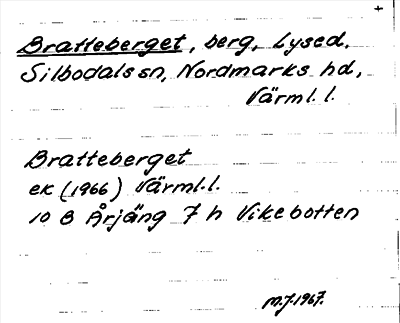 Bratteberget, berg, Lysed,
Silbodals sn, Nordmarks hd,
Värml. l.
Bratteberget
ek (1966) Värml.l.
10 B Årjäng 7 h Vikebotten
M.J. 1967.